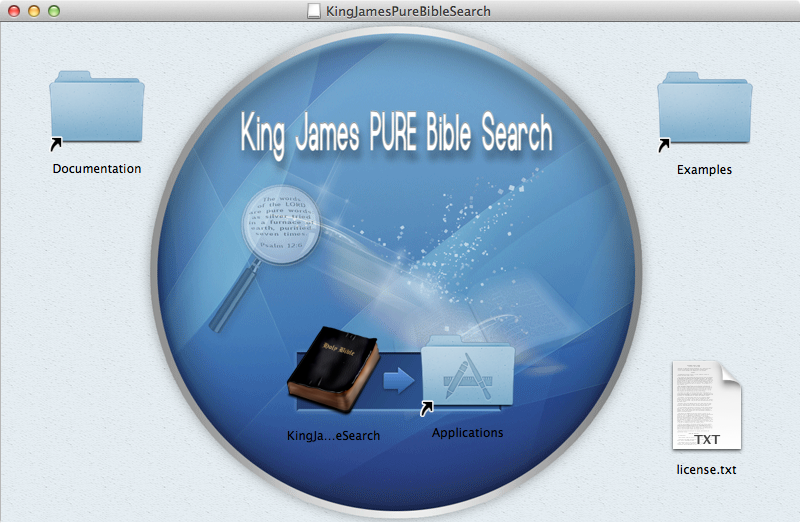 KingJamesPureBibleSearch
King James PURE Bible Search
Documentation
Examples
The words
of the LORD
are pure words
as silver tried
in a furnace of
earth, purified
seven times.
Psalm 12:6
Holy Bible
KingJa...eSearch
Applications
TXT
license.txt